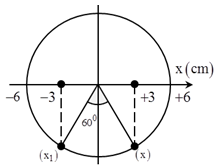 x (cm)
−6 −3 +3 +6
60⁰
(x₁) (x)